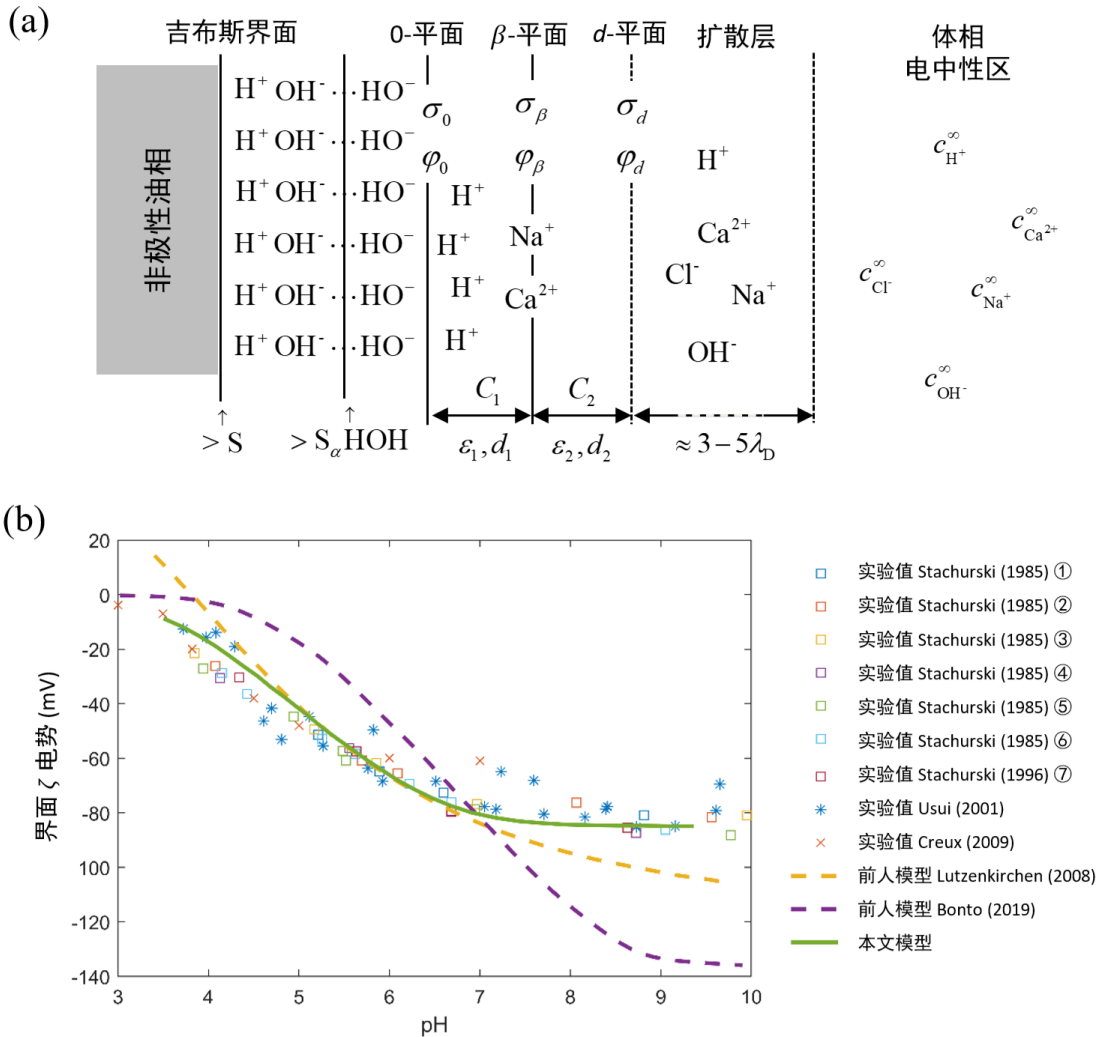 (a)
吉布斯界面 0-平面 β-平面 d-平面 扩散层 体相
电中性区
非极性油相
H⁺ OH⁻ ··· HO⁻
H⁺ OH⁻ ··· HO⁻
H⁺ OH⁻ ··· HO⁻
H⁺ OH⁻ ··· HO⁻
H⁺ OH⁻ ··· HO⁻
H⁺ OH⁻ ··· HO⁻
σ₀ σ_β σ_d
φ₀ φ_β φ_d
H⁺
H⁺
H⁺
H⁺
Na⁺
Ca²⁺
H⁺
Ca²⁺
Cl⁻
Na⁺
OH⁻
c_H⁺^∞
c_Ca²⁺^∞
c_Cl⁻^∞
c_Na⁺^∞
c_OH⁻^∞
C₁ C₂
> S > S_αHOH ε₁, d₁ ε₂, d₂ ≈ 3 − 5λ_D
(b)
界面 ζ 电势 (mV)
20
0
-20
-40
-60
-80
-100
-120
-140
3 4 5 6 7 8 9 10
pH
实验值 Stachurski (1985) ①
实验值 Stachurski (1985) ②
实验值 Stachurski (1985) ③
实验值 Stachurski (1985) ④
实验值 Stachurski (1985) ⑤
实验值 Stachurski (1985) ⑥
实验值 Stachurski (1996) ⑦
实验值 Usui (2001)
实验值 Creux (2009)
前人模型 Lutzenkirchen (2008)
前人模型 Bonto (2019)
本文模型